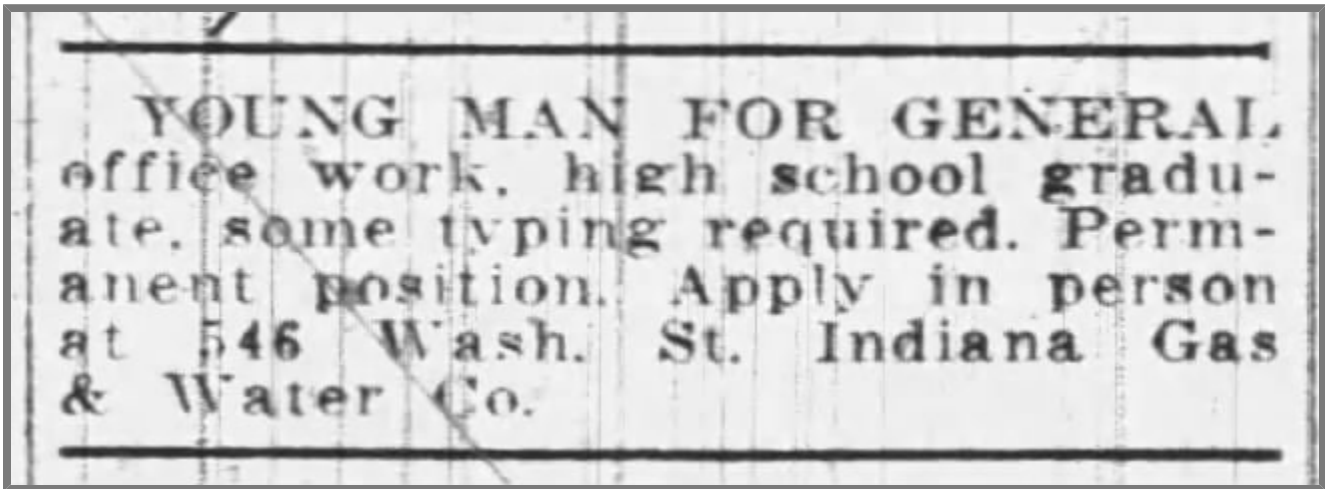 YOUNG MAN FOR GENERAL
office work, high school gradu-
ate, some typing required. Perm-
anent position. Apply in person
at 546 Wash. St. Indiana Gas
& Water Co.